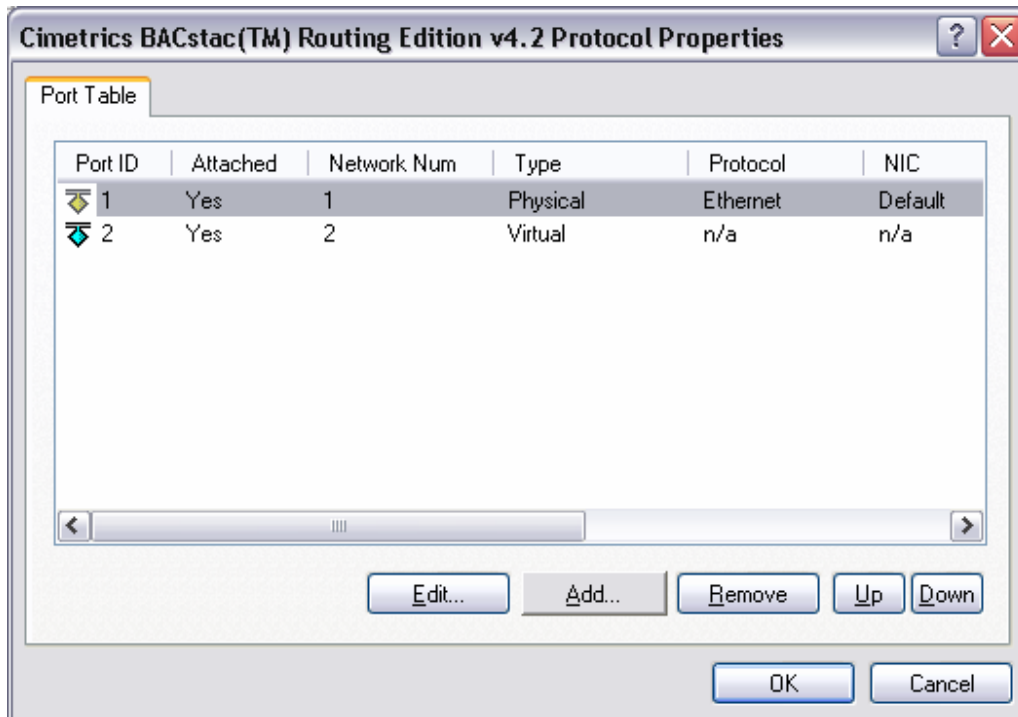 Cimetrics BACstac(TM) Routing Edition v4.2 Protocol Properties
Port Table
Port ID Attached Network Num Type Protocol NIC
1 Yes 1 Physical Ethernet Default
2 Yes 2 Virtual n/a n/a
Edit... Add... Remove Up Down
OK Cancel